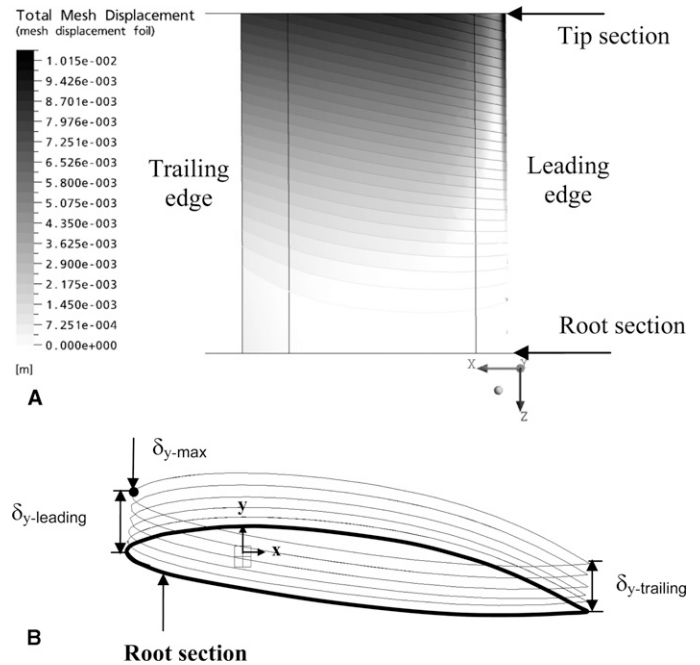 Total Mesh Displacement
(mesh displacement foil)
1.015e-002
9.426e-003
8.701e-003
7.976e-003
7.251e-003
6.526e-003
5.800e-003
5.075e-003
4.350e-003
3.625e-003
2.900e-003
2.175e-003
1.450e-003
7.251e-004
0.000e+000
[m]
Tip section
Trailing
edge
Leading
edge
Root section
X
Y
Z
A
δy-max
δy-leading
y
x
δy-trailing
B
Root section